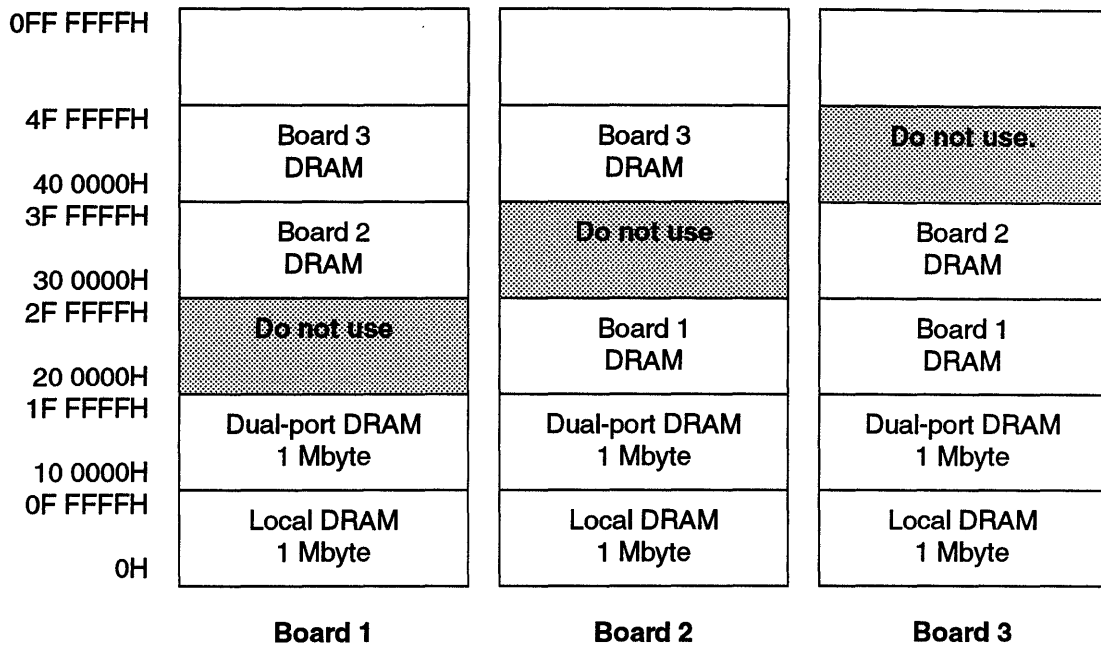 0FF FFFFH
4F FFFFH
40 0000H
3F FFFFH
30 0000H
2F FFFFH
20 0000H
1F FFFFH
10 0000H
0F FFFFH
0H
Board 3
DRAM
Board 2
DRAM
Do not use
Dual-port DRAM
1 Mbyte
Local DRAM
1 Mbyte
Board 1
Board 3
DRAM
Do not use
Board 1
DRAM
Dual-port DRAM
1 Mbyte
Local DRAM
1 Mbyte
Board 2
Do not use.
Board 2
DRAM
Board 1
DRAM
Dual-port DRAM
1 Mbyte
Local DRAM
1 Mbyte
Board 3